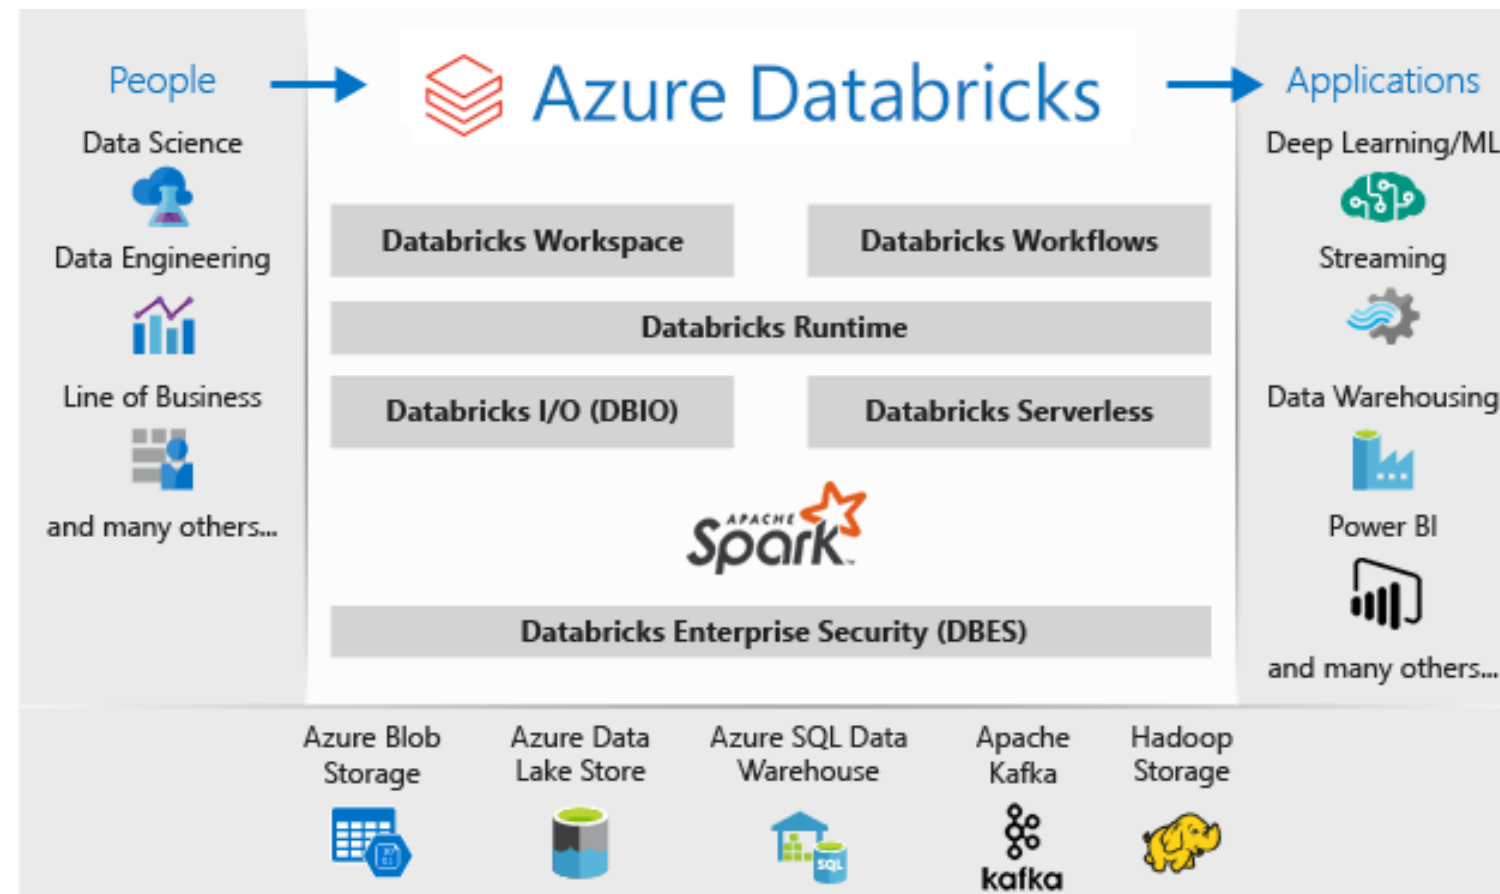 People
Azure Databricks
Applications
Data Science
Deep Learning/ML
Databricks Workspace
Databricks Workflows
Data Engineering
Streaming
Databricks Runtime
Line of Business
Databricks I/O (DBIO)
Databricks Serverless
Data Warehousing
and many others...
APACHE
Spark™
Power BI
Databricks Enterprise Security (DBES)
and many others...
Azure Blob
Storage
Azure Data
Lake Store
Azure SQL Data
Warehouse
SQL
Apache
Kafka
kafka
Hadoop
Storage